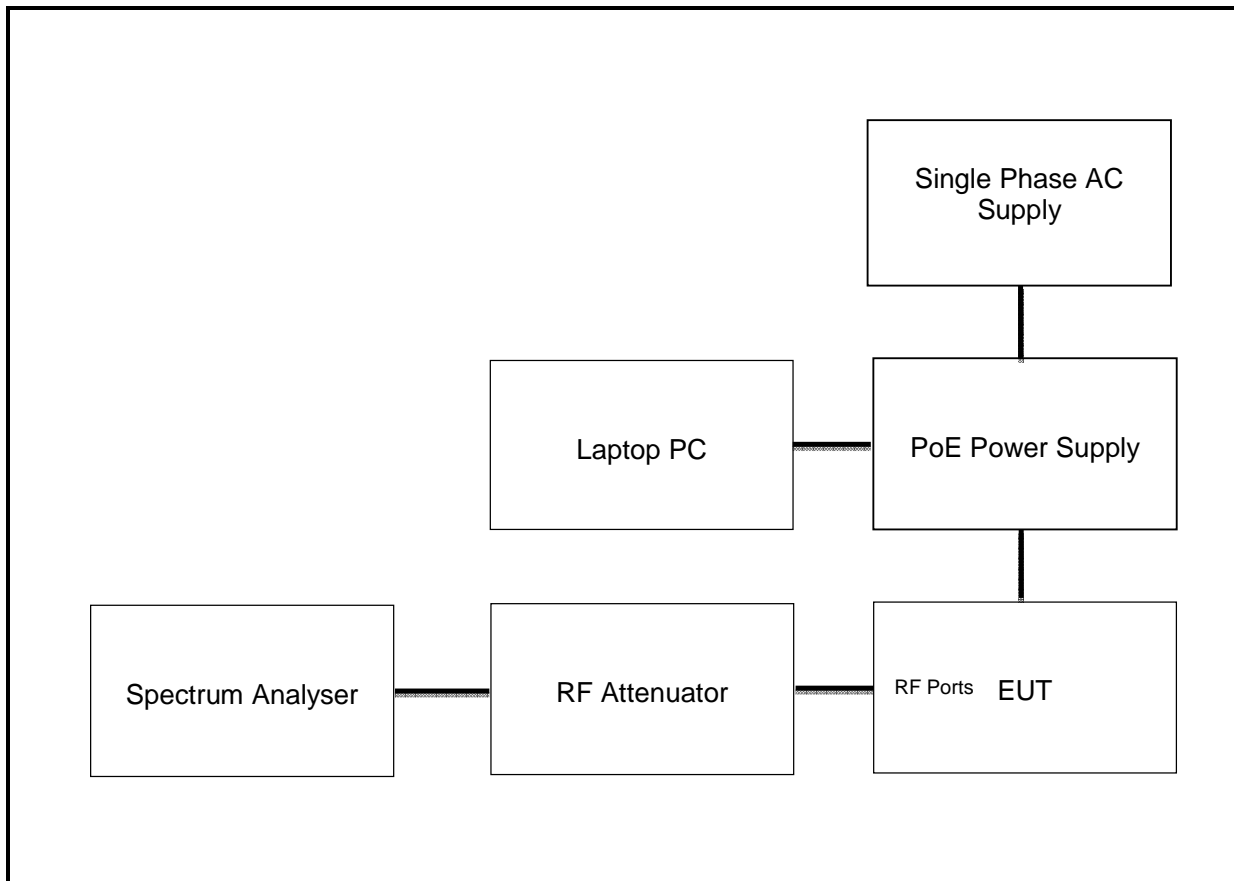 Single Phase AC
Supply
Laptop PC
PoE Power Supply
Spectrum Analyser
RF Attenuator
RF Ports
EUT